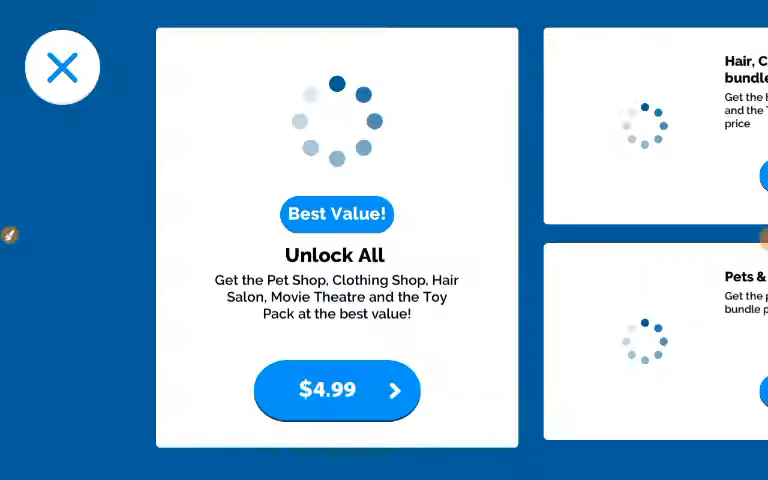 Best Value!
Unlock All
Get the Pet Shop, Clothing Shop, Hair
Salon, Movie Theatre and the Toy
Pack at the best value!
$4.99
Hair, C
bundle
Get the
and the
price
Pets &
Get the p
bundle p